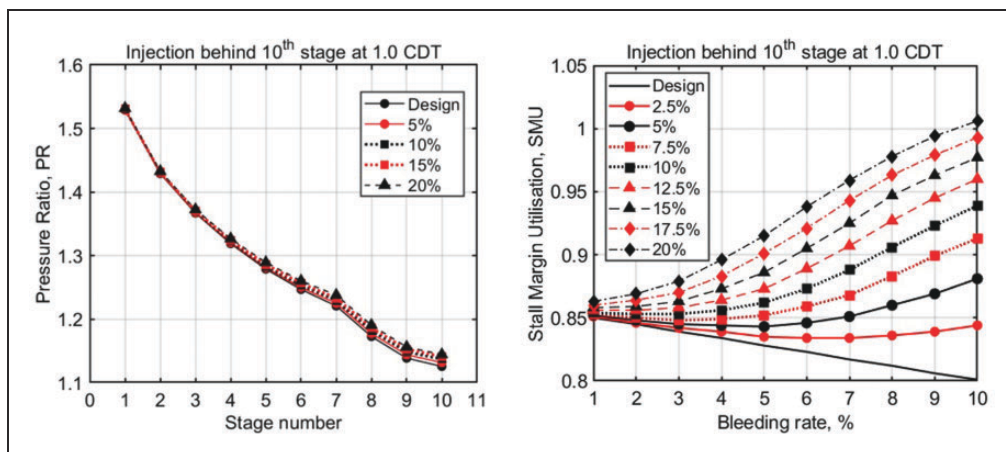 Injection behind 10th stage at 1.0 CDT
Pressure Ratio, PR
1.6
1.5
1.4
1.3
1.2
1.1
Design
5%
10%
15%
20%
0 1 2 3 4 5 6 7 8 9 10 11
Stage number
Injection behind 10th stage at 1.0 CDT
Stall Margin Utilisation, SMU
1.05
1
0.95
0.9
0.85
0.8
Design
2.5%
5%
7.5%
10%
12.5%
15%
17.5%
20%
1 2 3 4 5 6 7 8 9 10
Bleeding rate, %